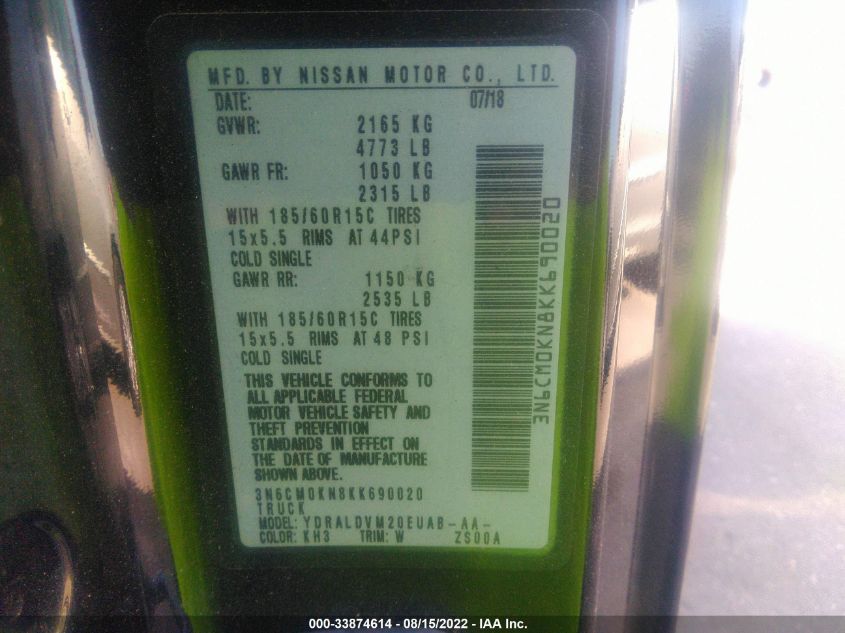 MFD. BY NISSAN MOTOR CO., LTD.
DATE: 07/18
GVWR: 2165 KG
4773 LB
GAWR FR: 1050 KG
2315 LB
WITH 185/60R15C TIRES
15x5.5 RIMS AT 44PSI
COLD SINGLE
GAWR RR: 1150 KG
2535 LB
WITH 185/60R15C TIRES
15x5.5 RIMS AT 48 PSI
COLD SINGLE
THIS VEHICLE CONFORMS TO
ALL APPLICABLE FEDERAL
MOTOR VEHICLE SAFETY AND
THEFT PREVENTION
STANDARDS IN EFFECT ON
THE DATE OF MANUFACTURE
SHOWN ABOVE.
3N6CM0KN8KK690020
TRUCK
MODEL: YDRALDVM20EUAB-AA-
COLOR: KH3 TRIM: W ZS00A
3N6CM0KN8KK690020
000-33874614 - 08/15/2022 - IAA Inc.